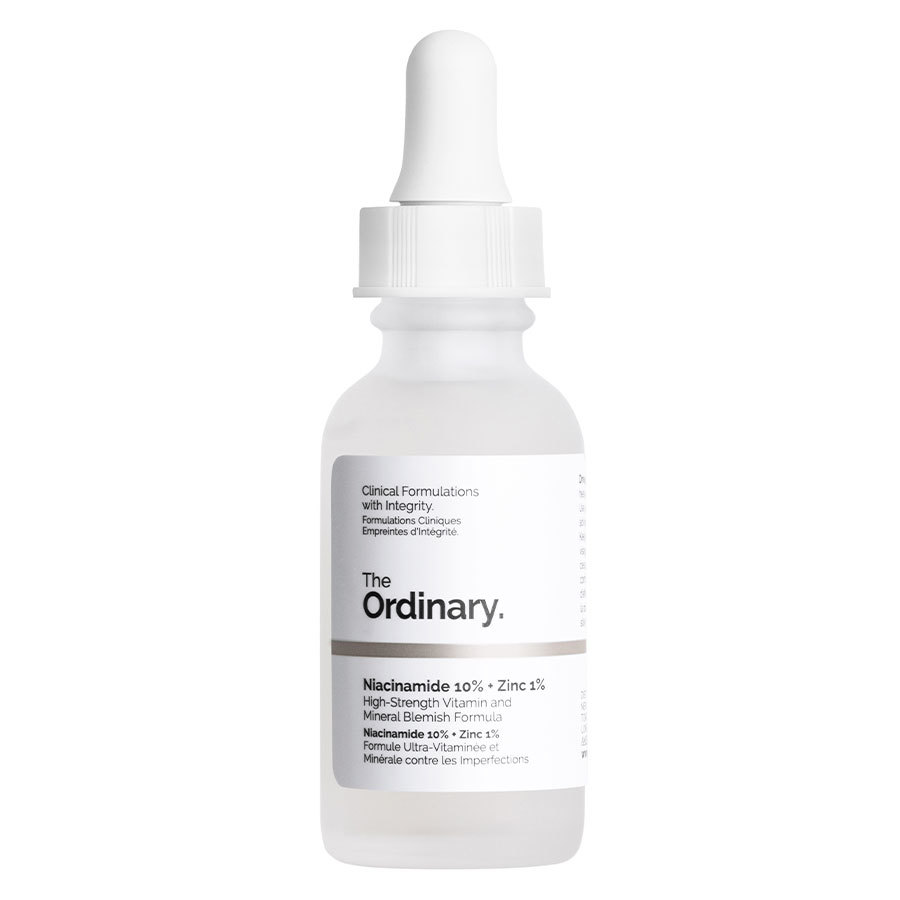 Clinical Formulations
with Integrity.
Formulations Cliniques
Empreintes d'Intégrité.
The
Ordinary.
Niacinamide 10% + Zinc 1%
High-Strength Vitamin and
Mineral Blemish Formula
Niacinamide 10% + Zinc 1%
Formule Ultra-Vitaminée et
Minérale contre les Imperfections